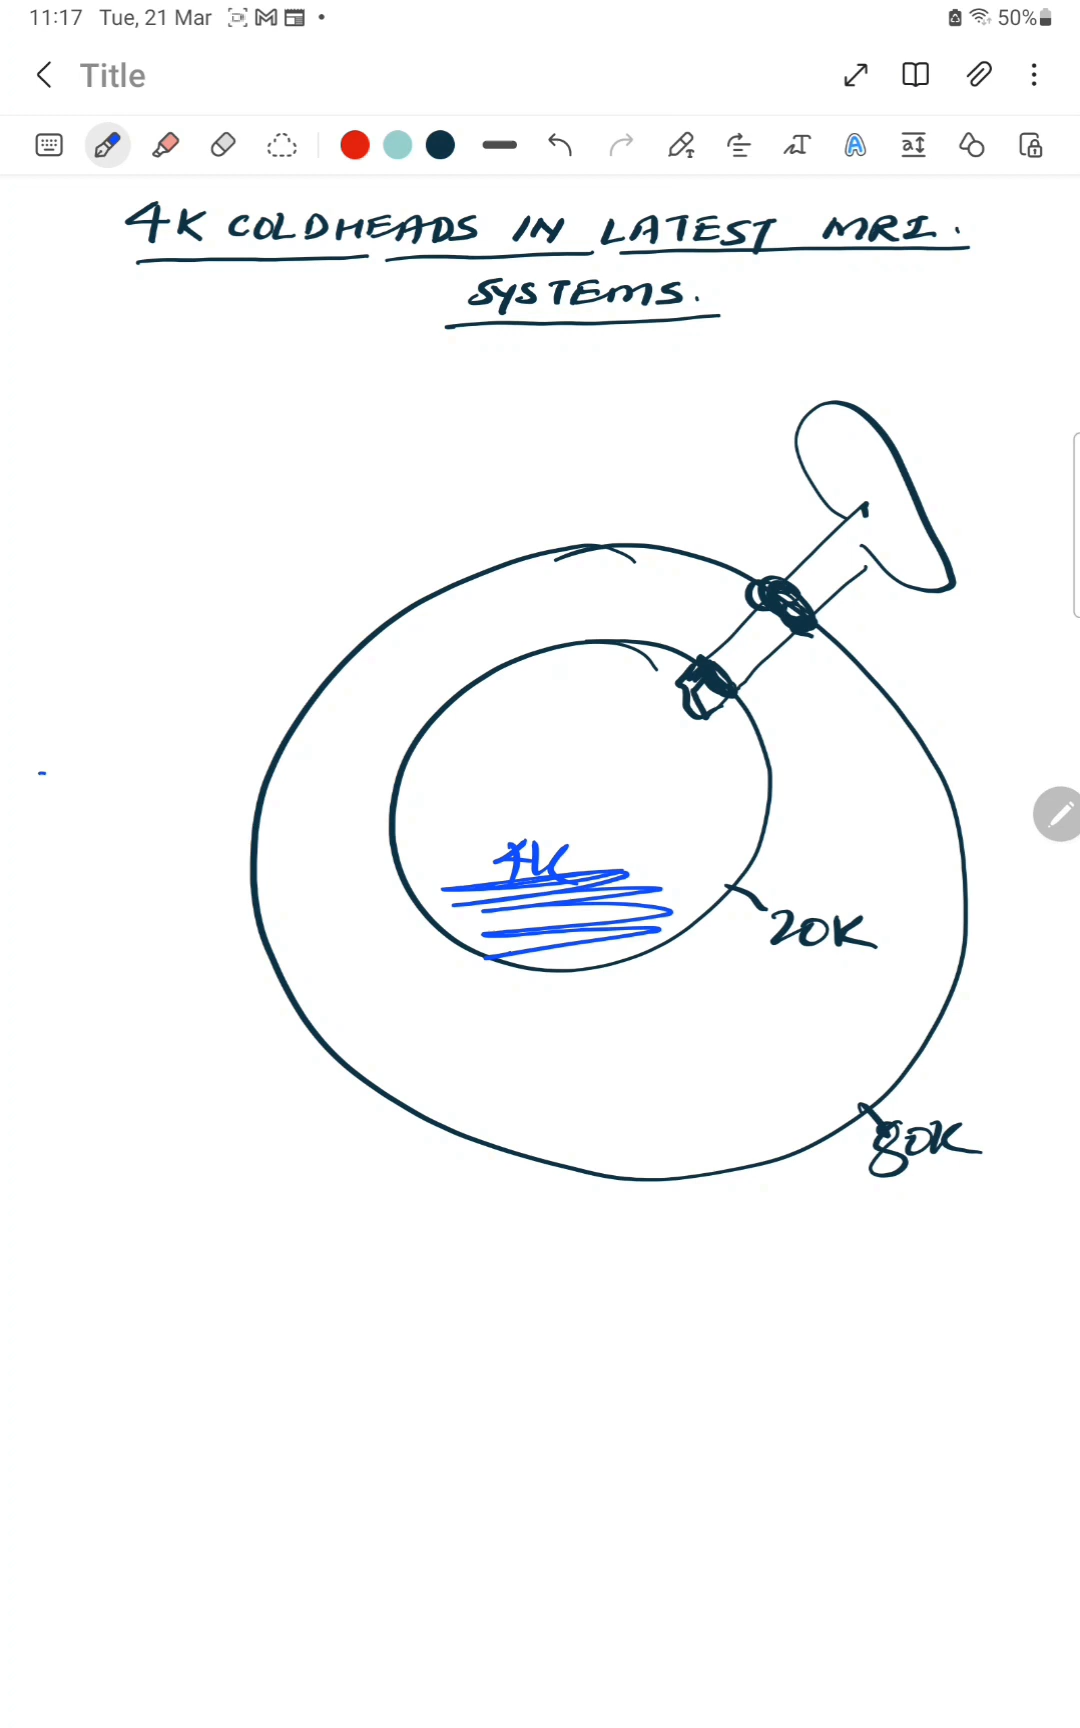 11:17 Tue, 21 Mar
50%
Title
4K COLDHEADS IN LATEST MRI.
SYSTEMS.
4K
20K
80K